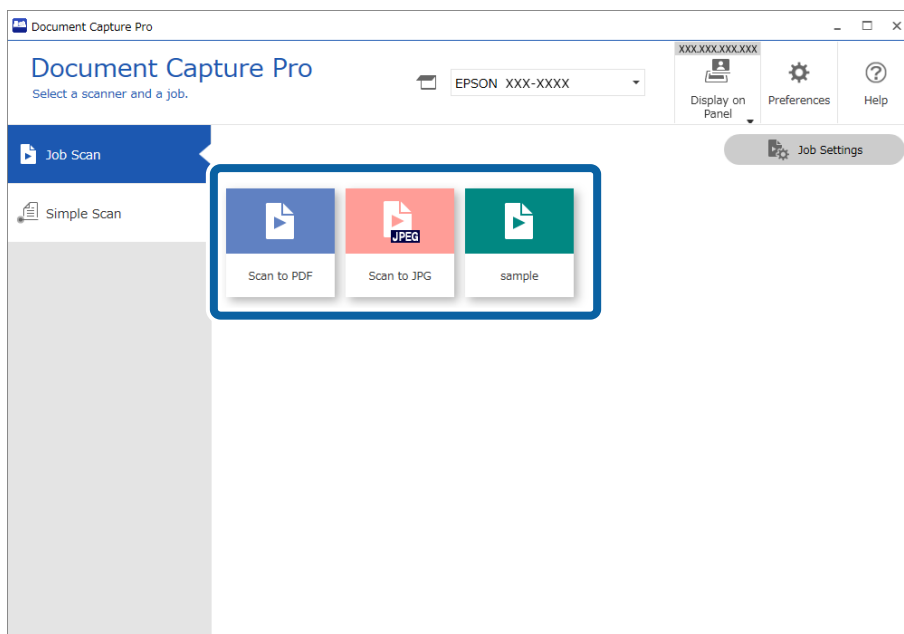 Document Capture Pro
Document Capture Pro
Select a scanner and a job.
EPSON XXX-XXXX
XXX.XXX.XXX.XXX
Display on
Panel
Preferences
Help
Job Scan
Job Settings
Simple Scan
JPEG
Scan to PDF
Scan to JPG
sample